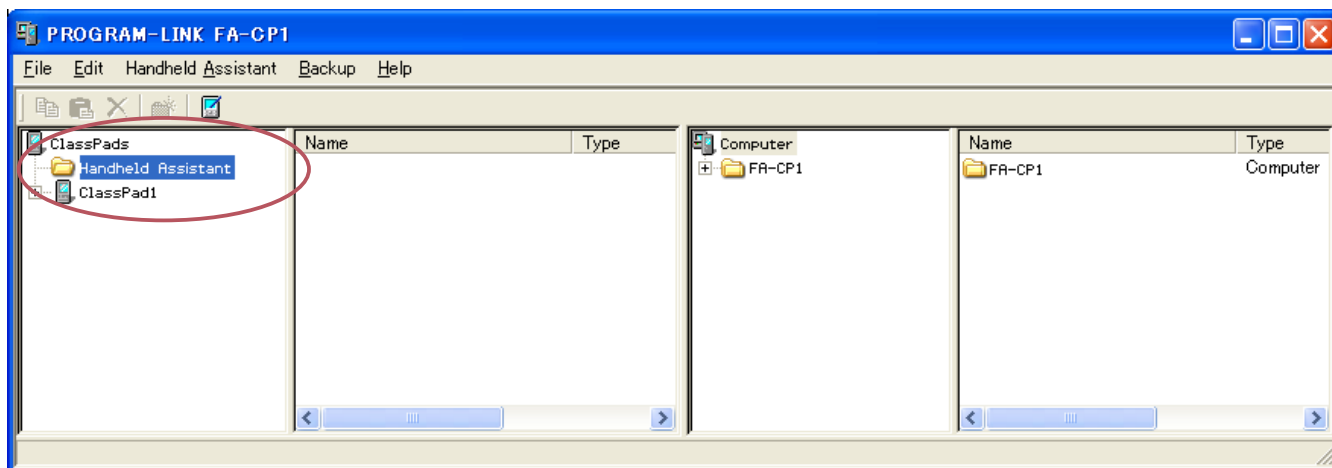 PROGRAM-LINK FA-CP1
File Edit Handheld Assistant Backup Help
ClassPads Name Type Computer Name Type
Handheld Assistant FA-CP1 FA-CP1 Computer
ClassPad1